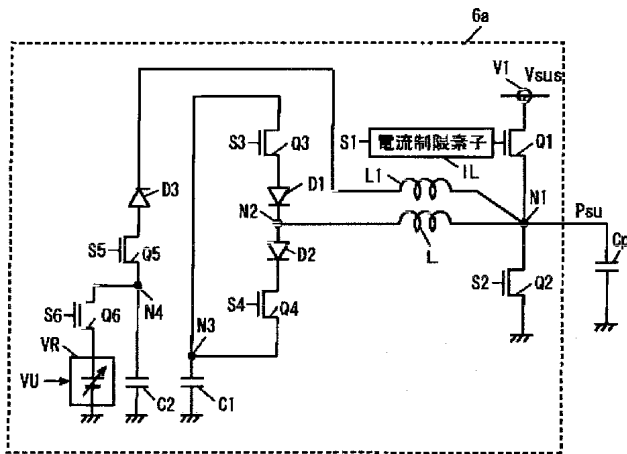 6a
V1
Vsus
S3
Q3
S1
電流制限素子
Q1
IL
D3
D1
L1
N1
N2
Psu
S5
Q5
D2
L
Cp
S6
Q6
N4
S4
Q4
S2
Q2
VR
N3
VU
C2
C1